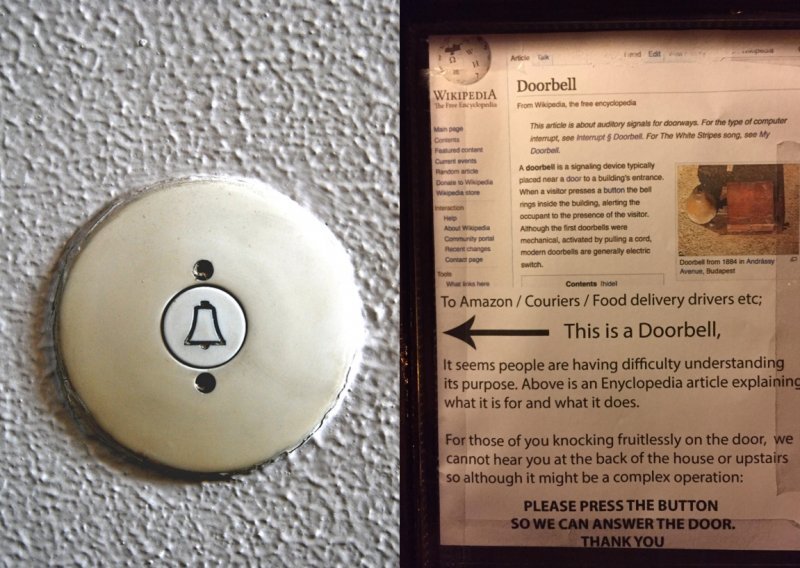 Article Talk
Read Edit
WIKIPEDIA
The Free Encyclopedia
Main page
Contents
Featured content
Current events
Random article
Donate to Wikipedia
Wikipedia store
Interaction
Help
About Wikipedia
Community portal
Recent changes
Contact page
Tools
What links here
Doorbell
From Wikipedia, the free encyclopedia
This article is about auditory signals for doorways. For the type of computer
interrupt, see Interrupt § Doorbell. For The White Stripes song, see My
Doorbell.
A doorbell is a signaling device typically
placed near a door to a building's entrance.
When a visitor presses a button the bell
rings inside the building, alerting the
occupant to the presence of the visitor.
Although the first doorbells were
mechanical, activated by pulling a cord,
modern doorbells are generally electric
switch.
Doorbell from 1884 in Andrássy
Avenue, Budapest
Contents [hide]
To Amazon / Couriers / Food delivery drivers etc;
This is a Doorbell,
It seems people are having difficulty understanding
its purpose. Above is an Enyclopedia article explaining
what it is for and what it does.
For those of you knocking fruitlessly on the door, we
cannot hear you at the back of the house or upstairs
so although it might be a complex operation:
PLEASE PRESS THE BUTTON
SO WE CAN ANSWER THE DOOR.
THANK YOU